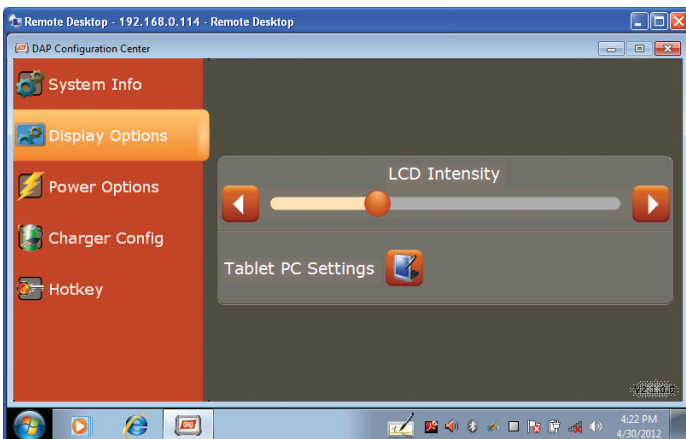 Remote Desktop - 192.168.0.114 - Remote Desktop
DAP Configuration Center
System Info
Display Options
Power Options
Charger Config
Hotkey
LCD Intensity
Tablet PC Settings
4:22 PM
4/30/2012